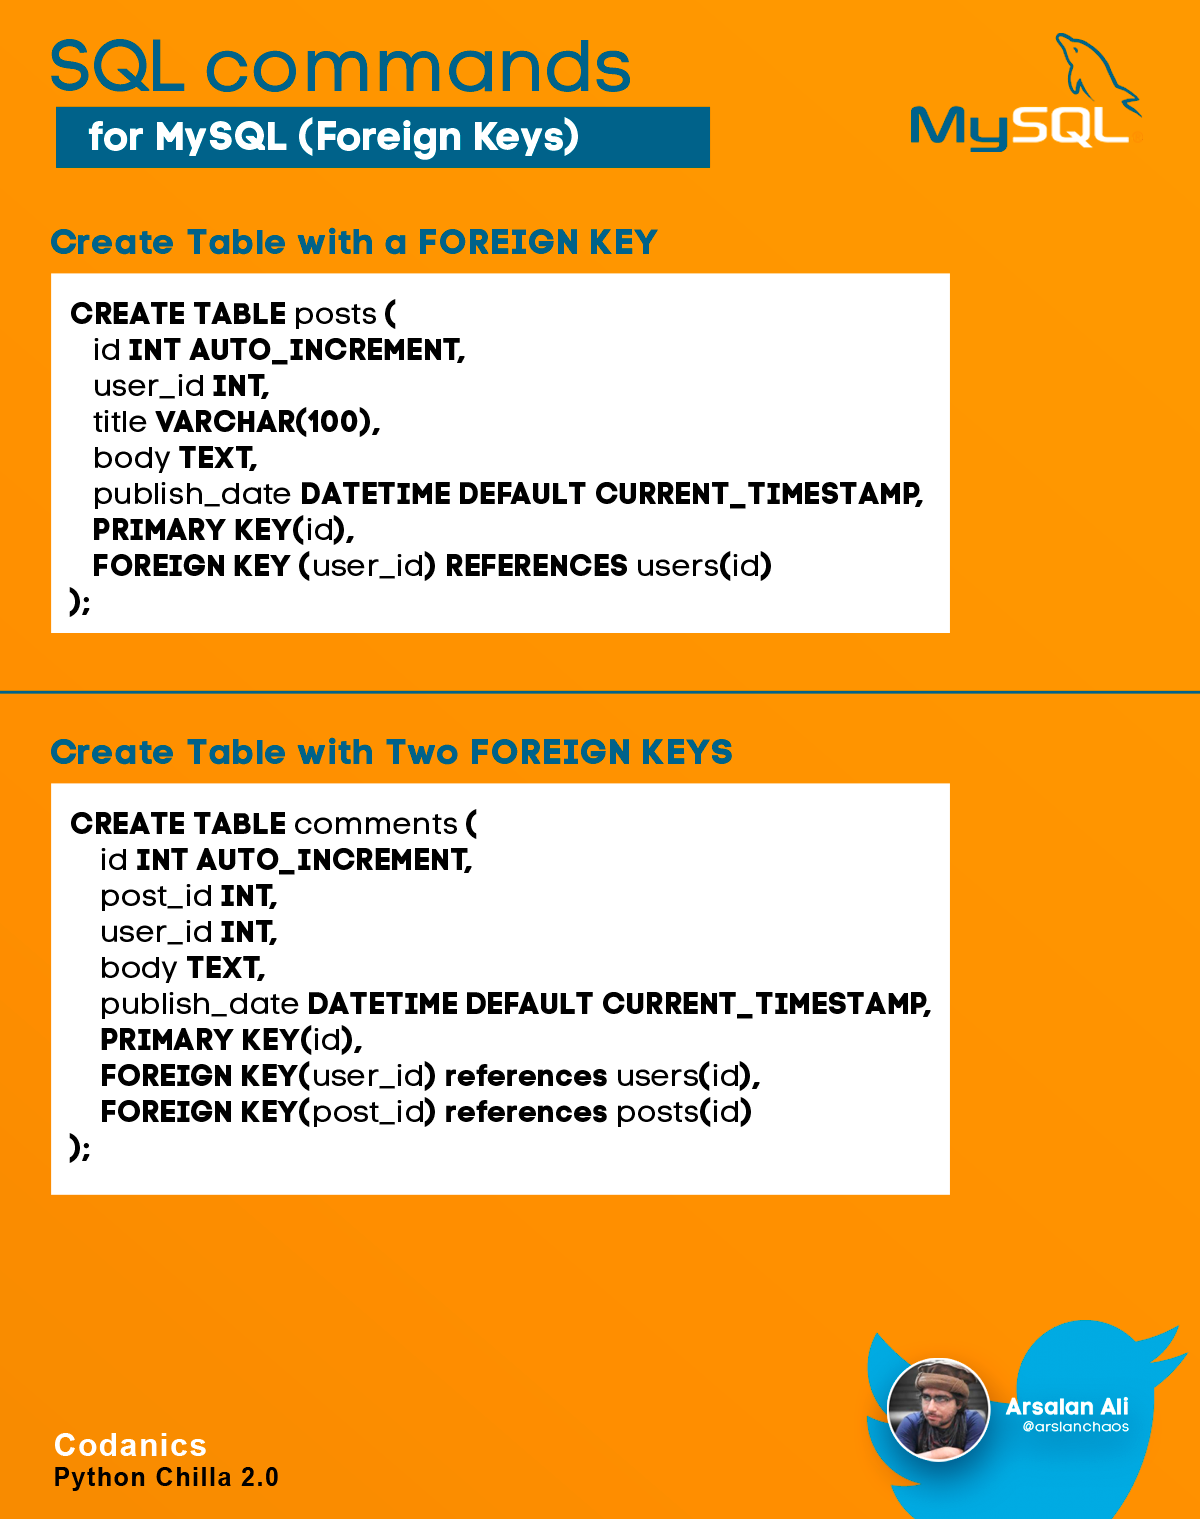 SQL commands
for MySQL (Foreign Keys)
MySQL
Create Table with a FOREIGN KEY
CREATE TABLE posts (
id INT AUTO_INCREMENT,
user_id INT,
title VARCHAR(100),
body TEXT,
publish_date DATETIME DEFAULT CURRENT_TIMESTAMP,
PRIMARY KEY(id),
FOREIGN KEY (user_id) REFERENCES users(id)
);
Create Table with Two FOREIGN KEYS
CREATE TABLE comments (
id INT AUTO_INCREMENT,
post_id INT,
user_id INT,
body TEXT,
publish_date DATETIME DEFAULT CURRENT_TIMESTAMP,
PRIMARY KEY(id),
FOREIGN KEY(user_id) references users(id),
FOREIGN KEY(post_id) references posts(id)
);
Arsalan Ali
@arslanchaos
Codanics
Python Chilla 2.0